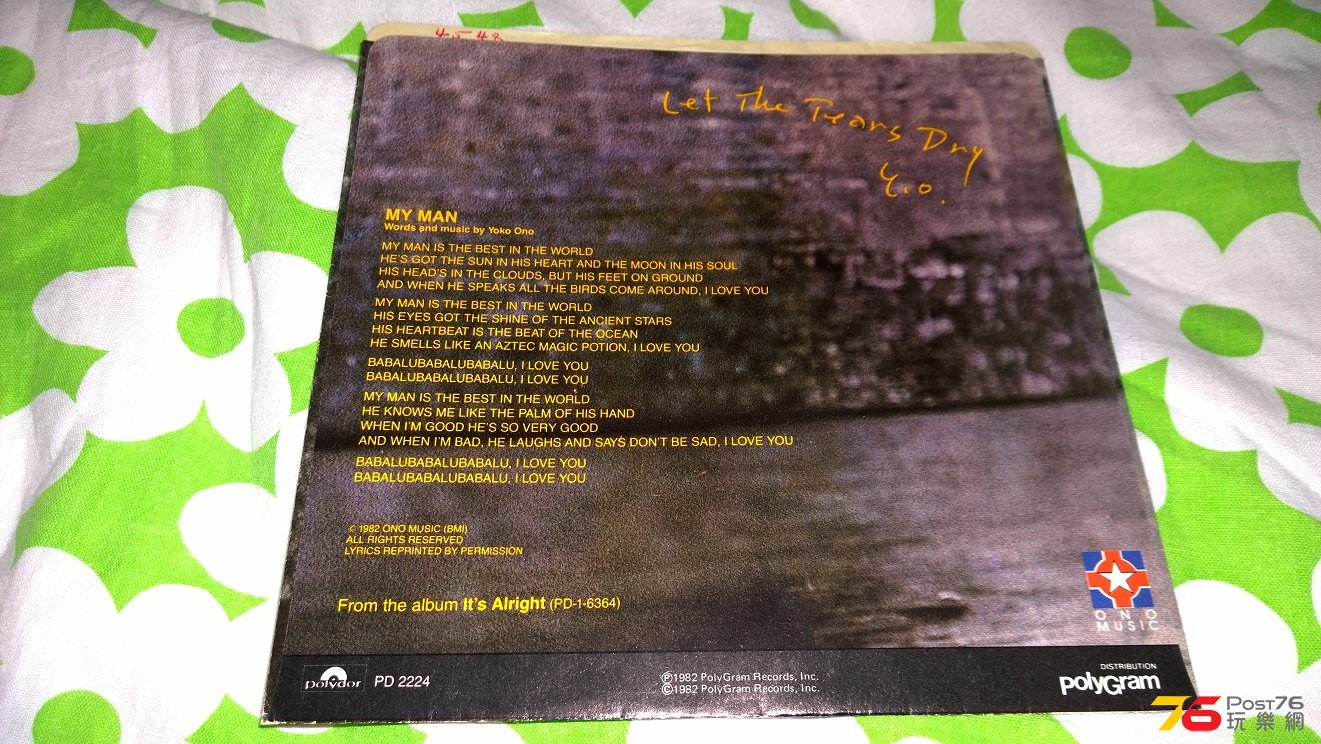 4548
Let The Tears Dry
Y.O.
MY MAN
Words and music by Yoko Ono
MY MAN IS THE BEST IN THE WORLD
HE'S GOT THE SUN IN HIS HEART AND THE MOON IN HIS SOUL
HIS HEAD'S IN THE CLOUDS, BUT HIS FEET ON GROUND
AND WHEN HE SPEAKS ALL THE BIRDS COME AROUND, I LOVE YOU
MY MAN IS THE BEST IN THE WORLD
HIS EYES GOT THE SHINE OF THE ANCIENT STARS
HIS HEARTBEAT IS THE BEAT OF THE OCEAN
HE SMELLS LIKE AN AZTEC MAGIC POTION, I LOVE YOU
BABALUBABALUBABALU, I LOVE YOU
BABALUBABALUBABALU, I LOVE YOU
MY MAN IS THE BEST IN THE WORLD
HE KNOWS ME LIKE THE PALM OF HIS HAND
WHEN I'M GOOD HE'S SO VERY GOOD
AND WHEN I'M BAD, HE LAUGHS AND SAYS DON'T BE SAD, I LOVE YOU
BABALUBABALUBABALU, I LOVE YOU
BABALUBABALUBABALU, I LOVE YOU
© 1982 ONO MUSIC (BMI)
ALL RIGHTS RESERVED
LYRICS REPRINTED BY PERMISSION
From the album It's Alright (PD-1-6364)
ONO
MUSIC
polydor PD 2224
℗1982 PolyGram Records, Inc.
©1982 PolyGram Records, Inc.
DISTRIBUTION
polyGram
76 Post76
玩樂網